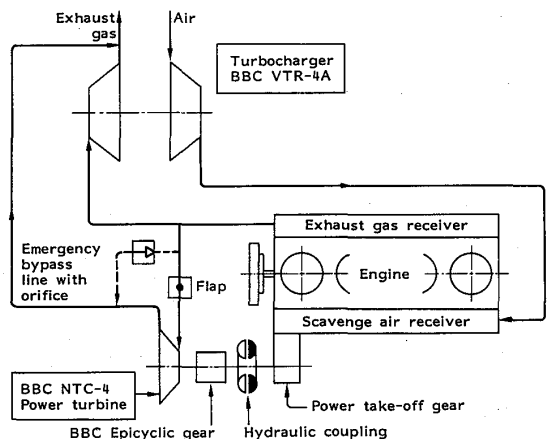 Exhaust
gas
Air
Turbocharger
BBC VTR-4A
Exhaust gas receiver
Emergency
bypass
line with
orifice
Flap
Engine
Scavenge air receiver
BBC NTC-4
Power turbine
Power take-off gear
BBC Epicyclic gear
Hydraulic coupling